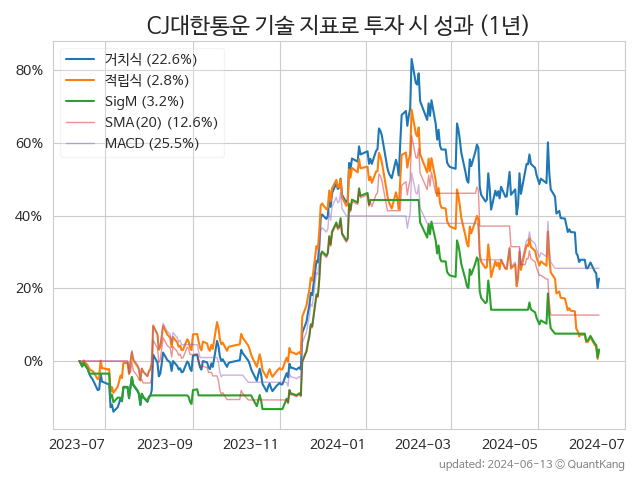 CJ대한통운 기술 지표로 투자 시 성과 (1년)
거치식 (22.6%)
적립식 (2.8%)
SigM (3.2%)
SMA(20) (12.6%)
MACD (25.5%)
80%
60%
40%
20%
0%
2023-07 2023-09 2023-11 2024-01 2024-03 2024-05 2024-07
updated: 2024-06-13 © QuantKang